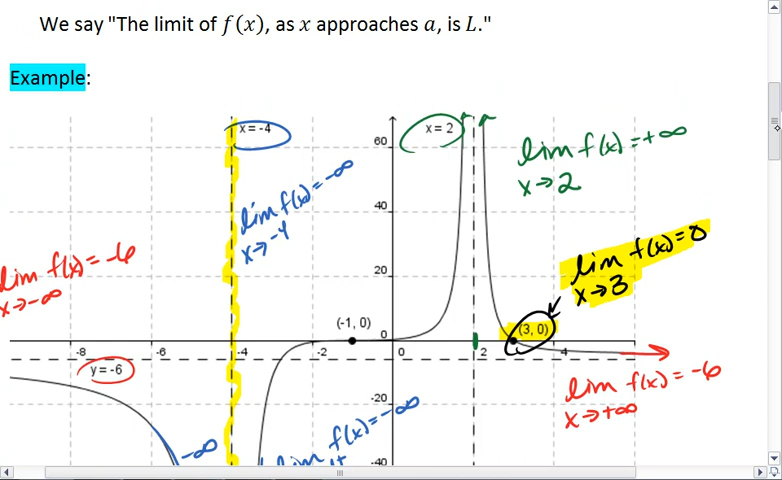 We say "The limit of f(x), as x approaches a, is L."
Example:
x = -4
x = 2
60
lim f(x) = +∞
x→2
lim f(x) = -∞
x→-4
40
lim f(x) = 0
x→3
lim f(x) = -6
x→-∞
20
(-1, 0)
(3, 0)
0
-8 -6 -4 -2 0 2 4
y = -6
lim f(x) = -6
x→+∞
-20
f(x) = -∞
lim
-∞
-40